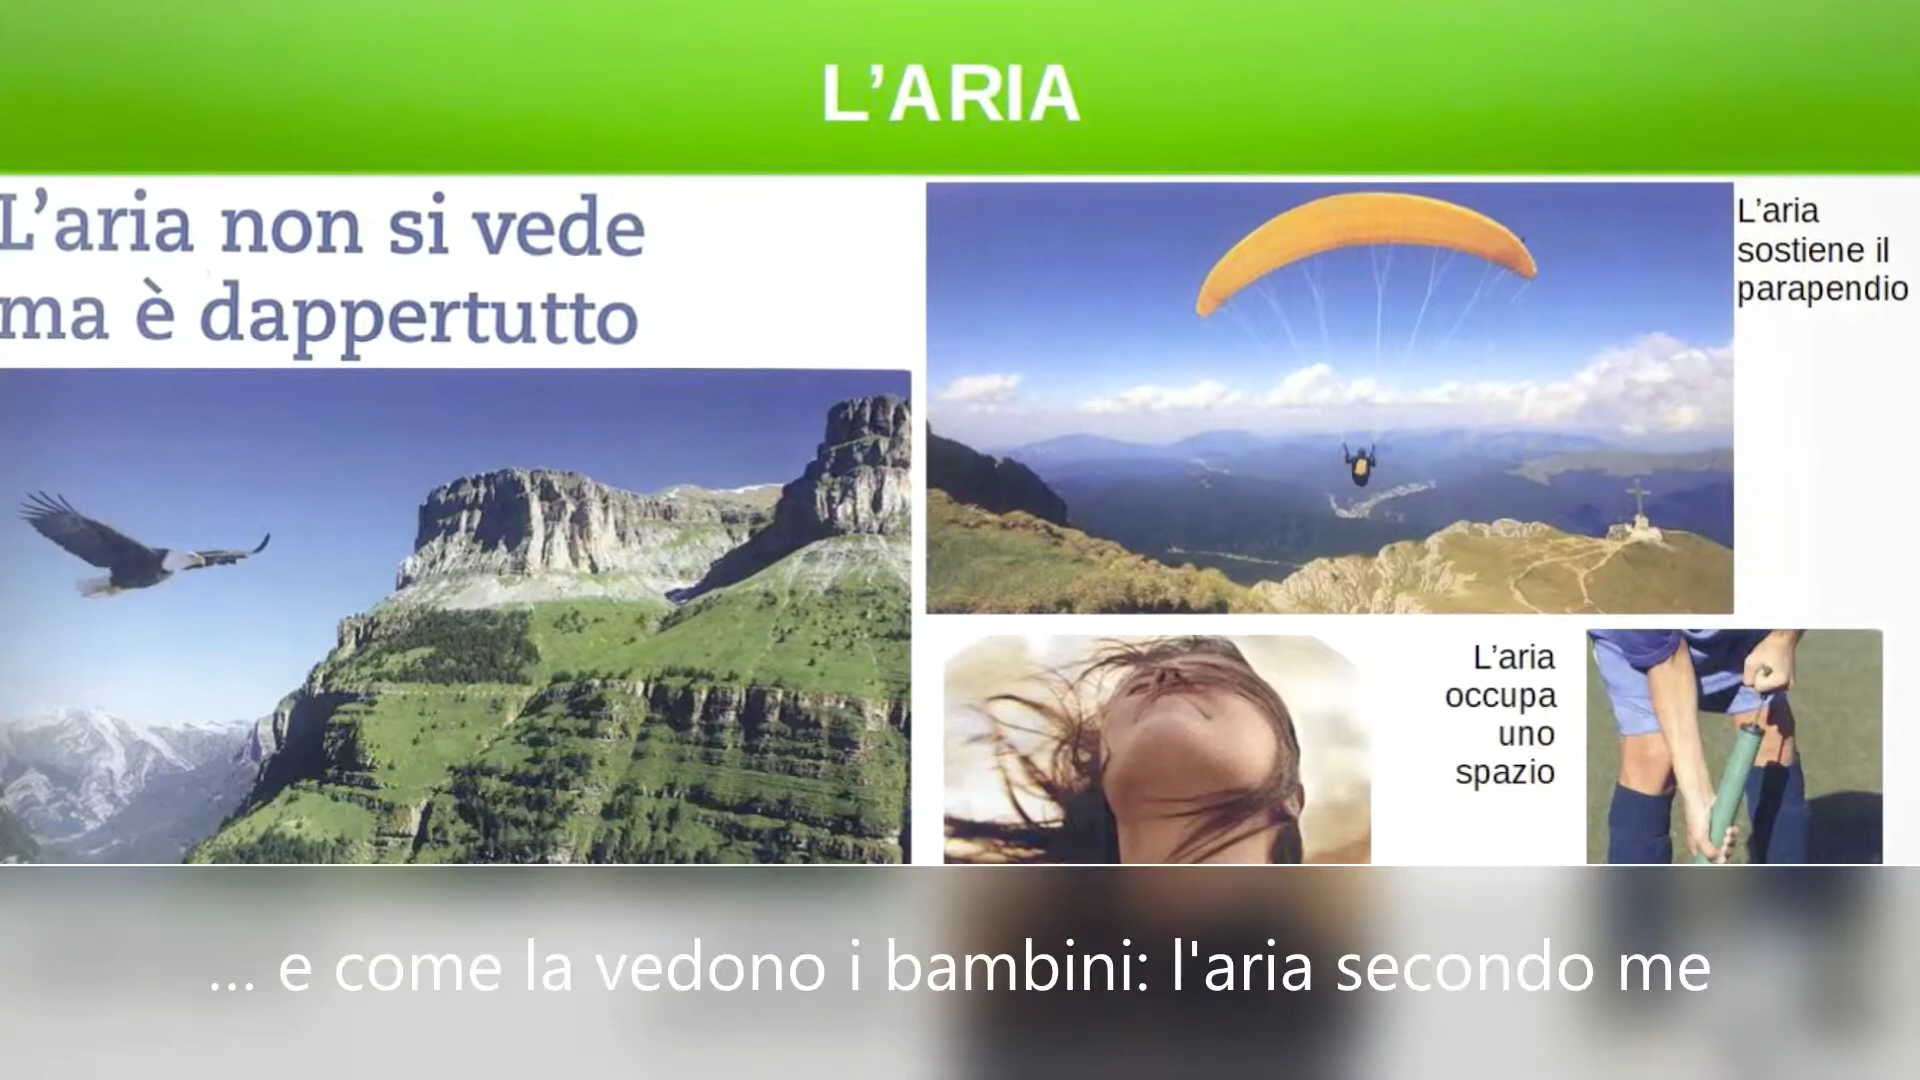 L’ARIA
L’aria non si vede
ma è dappertutto
L’aria
sostiene il
parapendio
L’aria
occupa
uno
spazio
... e come la vedono i bambini: l'aria secondo me